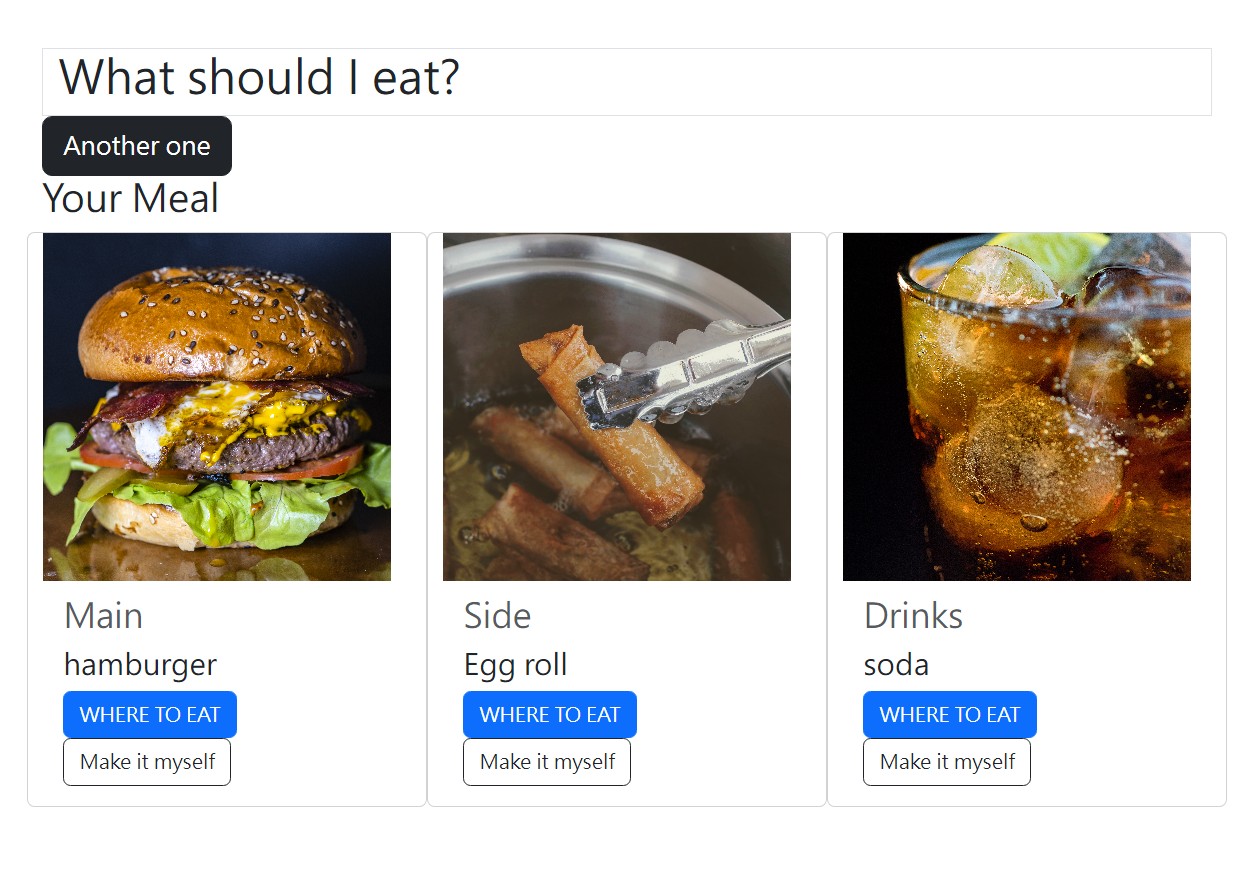 What should I eat?
Another one
Your Meal
Main
hamburger
WHERE TO EAT
Make it myself
Side
Egg roll
WHERE TO EAT
Make it myself
Drinks
soda
WHERE TO EAT
Make it myself